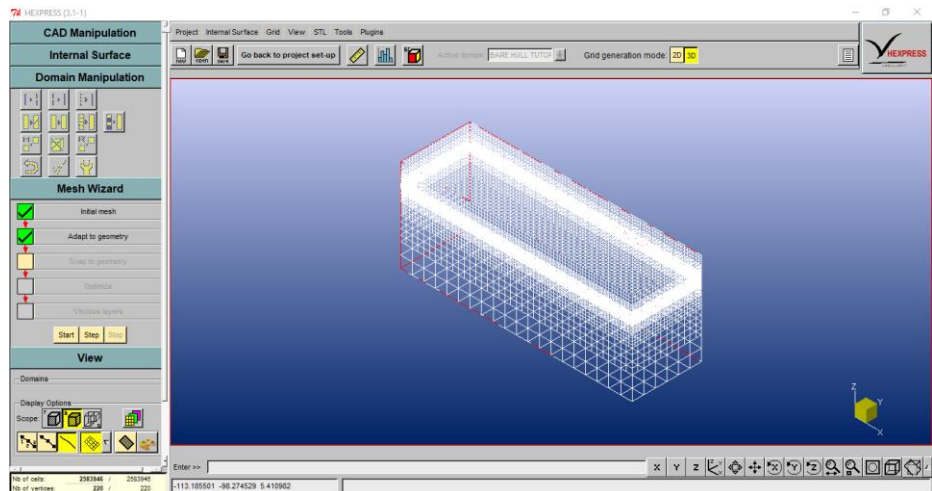 HEXPRESS (3.1-1)
CAD Manipulation
Internal Surface
Domain Manipulation
Mesh Wizard
Initial mesh
Adapt to geometry
Snap to geometry
Optimize
Viscous layers
Start Step Stop
View
Domains
Display Options
Scope:
Nb of cells: 2583946 / 2583946
Nb of vertices: 220 / 220
Project Internal Surface Grid View STL Tools Plugins
new open save Go back to project set-up Active domain BARE HULL TUTOR Grid generation mode: 2D 3D
HEXPRESS
Z
Y
X
Enter >>
X Y Z X Y Z
-113.185501 -98.274529 5.410982